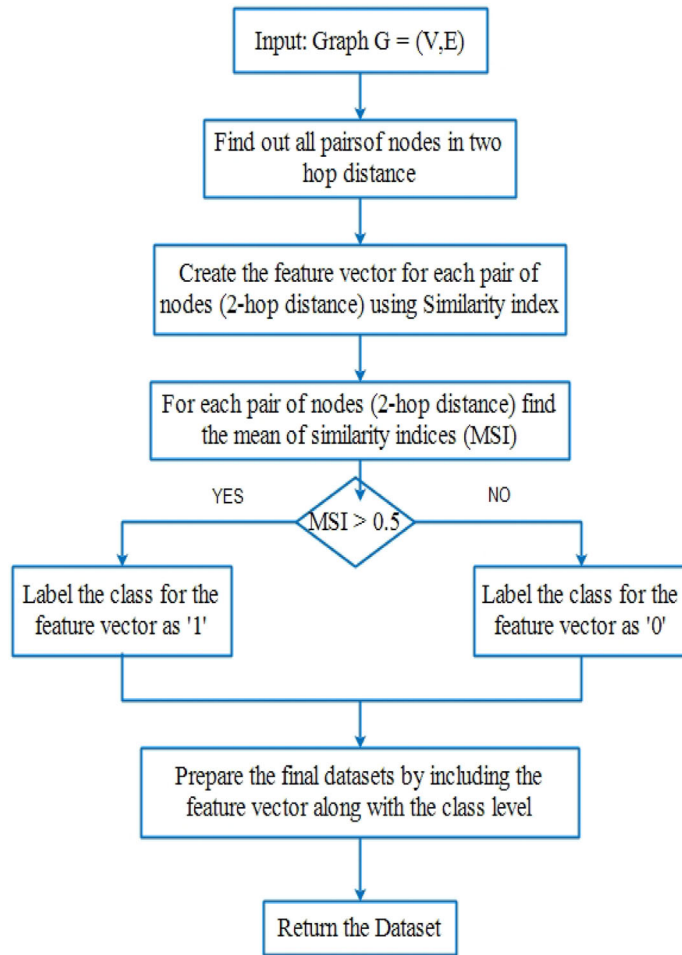 Input: Graph G = (V,E)
Find out all pairsof nodes in two
hop distance
Create the feature vector for each pair of
nodes (2-hop distance) using Similarity index
For each pair of nodes (2-hop distance) find
the mean of similarity indices (MSI)
YES
NO
MSI > 0.5
Label the class for the
feature vector as '1'
Label the class for the
feature vector as '0'
Prepare the final datasets by including the
feature vector along with the class level
Return the Dataset